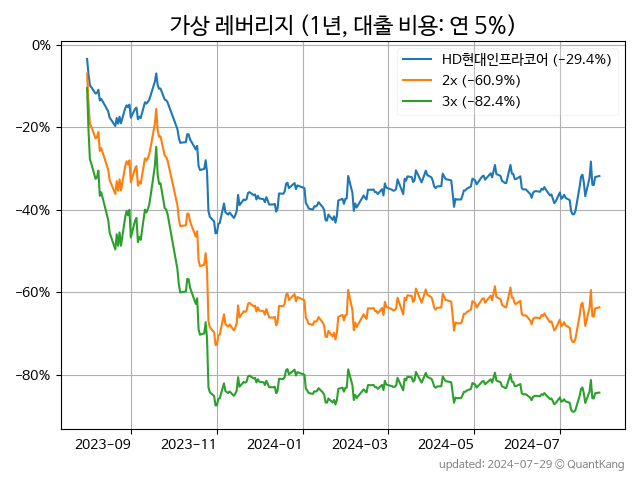 가상 레버리지 (1년, 대출 비용: 연 5%)
HD현대인프라코어 (−29.4%)
2x (−60.9%)
3x (−82.4%)
0%
−20%
−40%
−60%
−80%
2023-09 2023-11 2024-01 2024-03 2024-05 2024-07
updated: 2024-07-29 © QuantKang